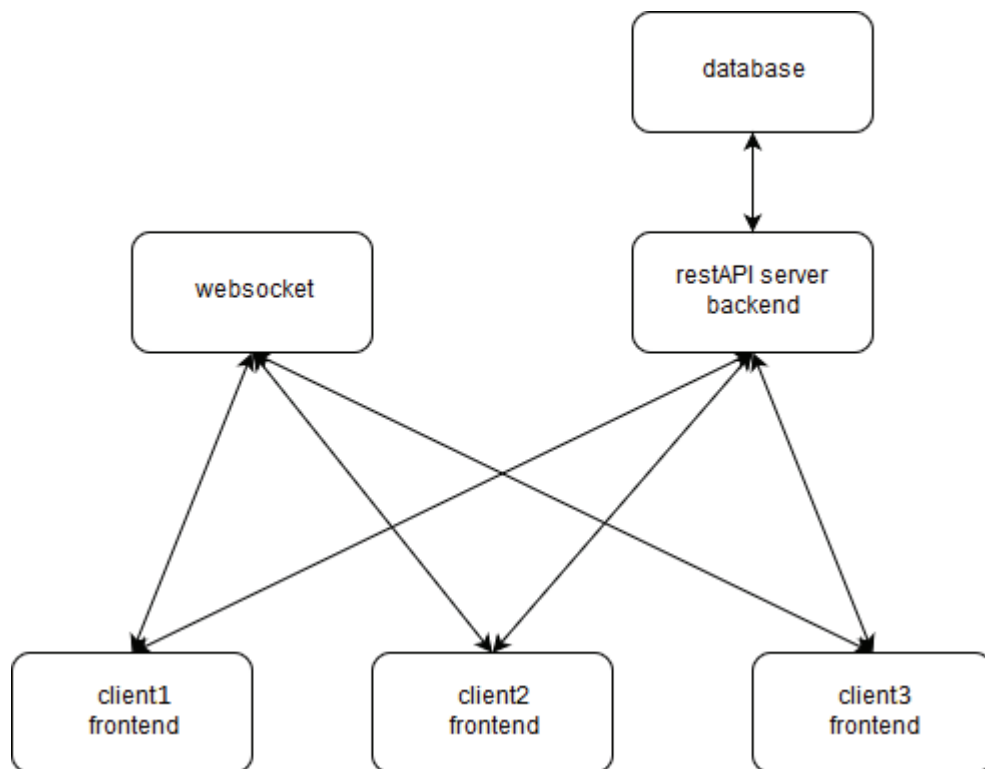 database
websocket
restAPI server
backend
client1
frontend
client2
frontend
client3
frontend